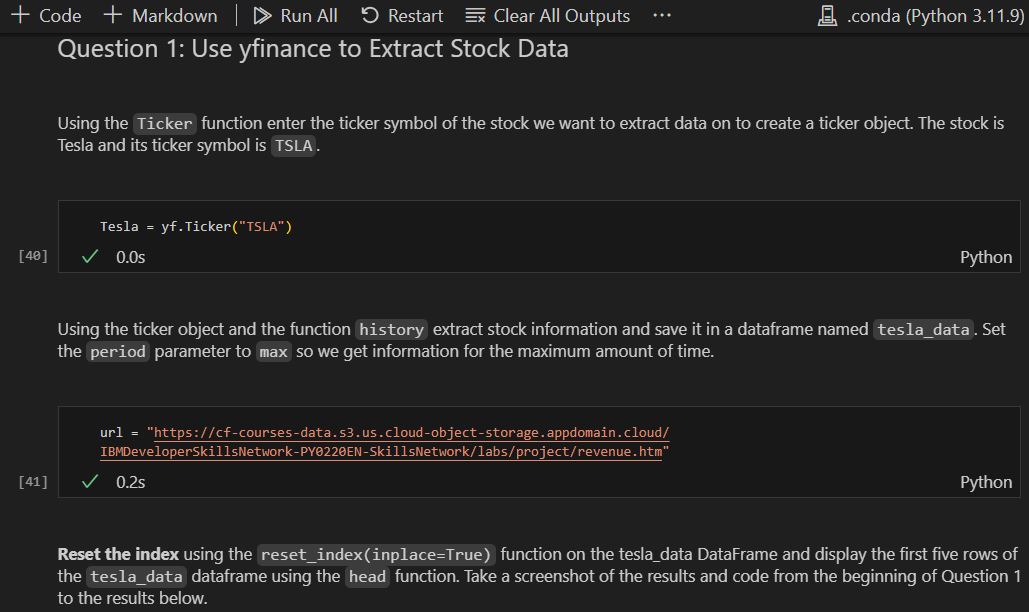 + Code + Markdown | Run All Restart Clear All Outputs ... .conda (Python 3.11.9)
Question 1: Use yfinance to Extract Stock Data
Using the Ticker function enter the ticker symbol of the stock we want to extract data on to create a ticker object. The stock is
Tesla and its ticker symbol is TSLA.
Tesla = yf.Ticker("TSLA")
[40] ✓ 0.0s Python
Using the ticker object and the function history extract stock information and save it in a dataframe named tesla_data. Set
the period parameter to max so we get information for the maximum amount of time.
url = "https://cf-courses-data.s3.us.cloud-object-storage.appdomain.cloud/
IBMDeveloperSkillsNetwork-PY0220EN-SkillsNetwork/labs/project/revenue.htm"
[41] ✓ 0.2s Python
Reset the index using the reset_index(inplace=True) function on the tesla_data DataFrame and display the first five rows of
the tesla_data dataframe using the head function. Take a screenshot of the results and code from the beginning of Question 1
to the results below.